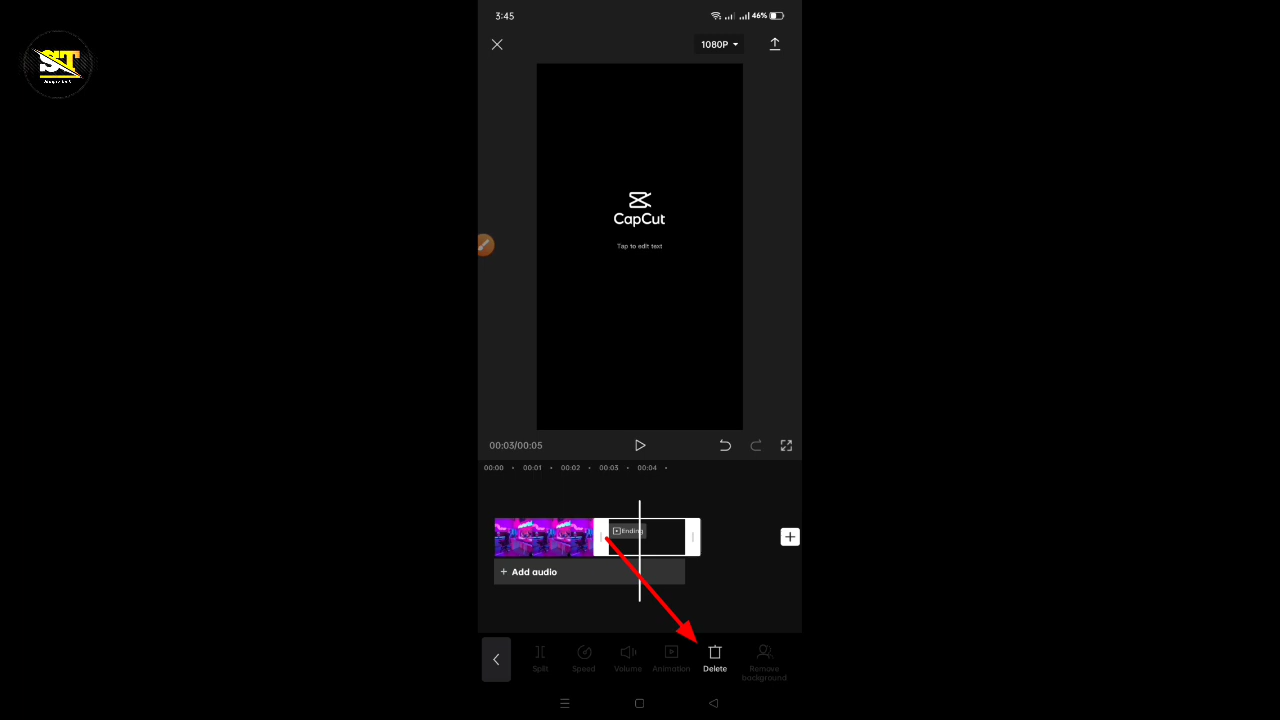 3:45
46%
ST
1080P
CapCut
Tap to edit text
00:03/00:05
00:00 00:01 00:02 00:03 00:04
Ending
+ Add audio
Split Speed Volume Animation Delete Remove background